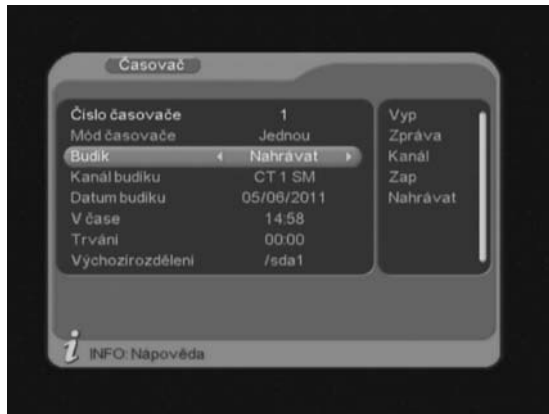 Časovač
Číslo časovače 1
Mód časovače Jednou
Budík Nahrávat
Kanál budíku CT 1 SM
Datum budíku 05/06/2011
V čase 14:58
Trvání 00:00
Výchozírozdělení /sda1
Vyp
Zpráva
Kanál
Zap
Nahrávat
i INFO: Nápověda